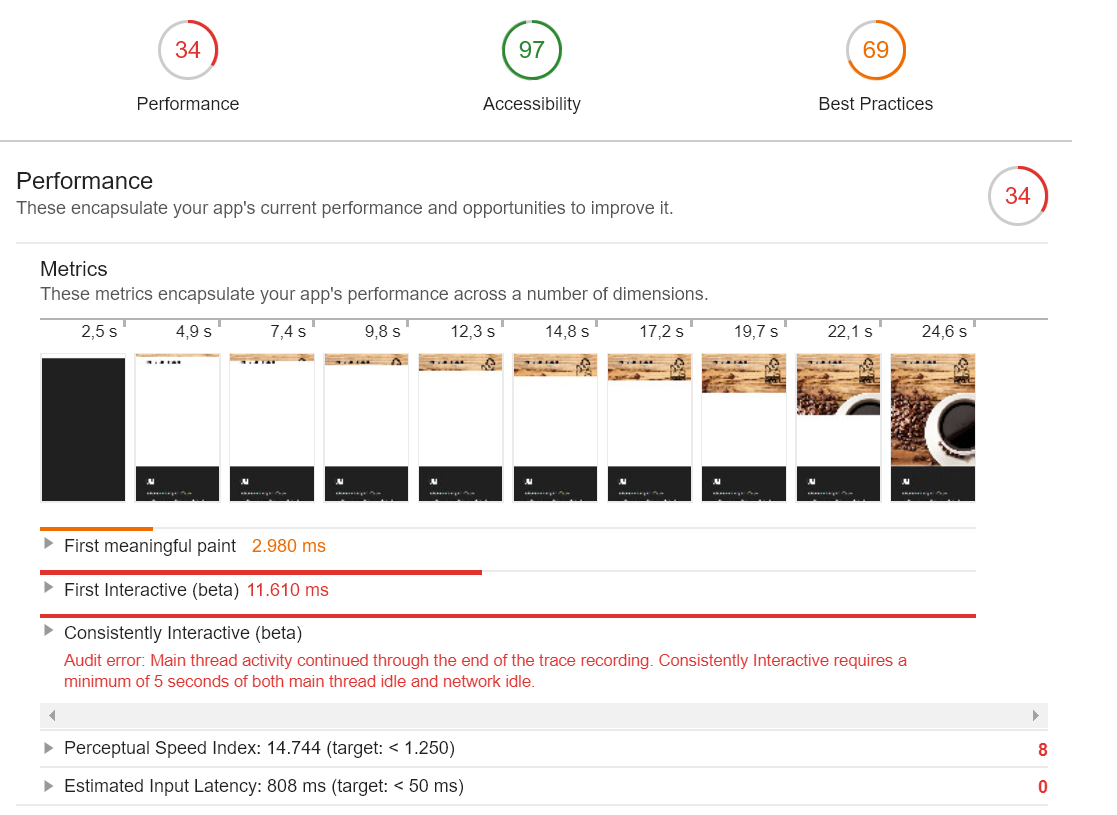 34 97 69
Performance Accessibility Best Practices
Performance
These encapsulate your app's current performance and opportunities to improve it.
34
Metrics
These metrics encapsulate your app's performance across a number of dimensions.
2,5 s 4,9 s 7,4 s 9,8 s 12,3 s 14,8 s 17,2 s 19,7 s 22,1 s 24,6 s
First meaningful paint 2.980 ms
First Interactive (beta) 11.610 ms
Consistently Interactive (beta)
Audit error: Main thread activity continued through the end of the trace recording. Consistently Interactive requires a
minimum of 5 seconds of both main thread idle and network idle.
Perceptual Speed Index: 14.744 (target: < 1.250) 8
Estimated Input Latency: 808 ms (target: < 50 ms) 0